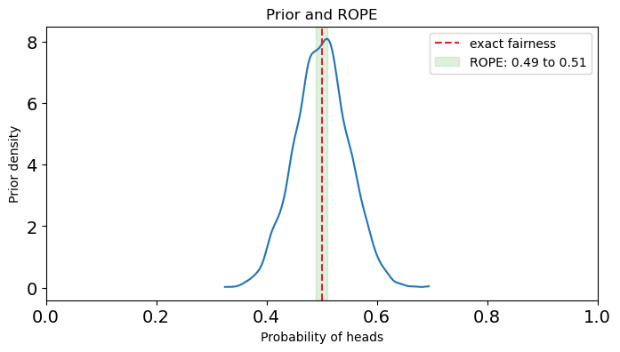 Prior and ROPE
exact fairness
ROPE: 0.49 to 0.51
Prior density
8
6
4
2
0
0.0 0.2 0.4 0.6 0.8 1.0
Probability of heads